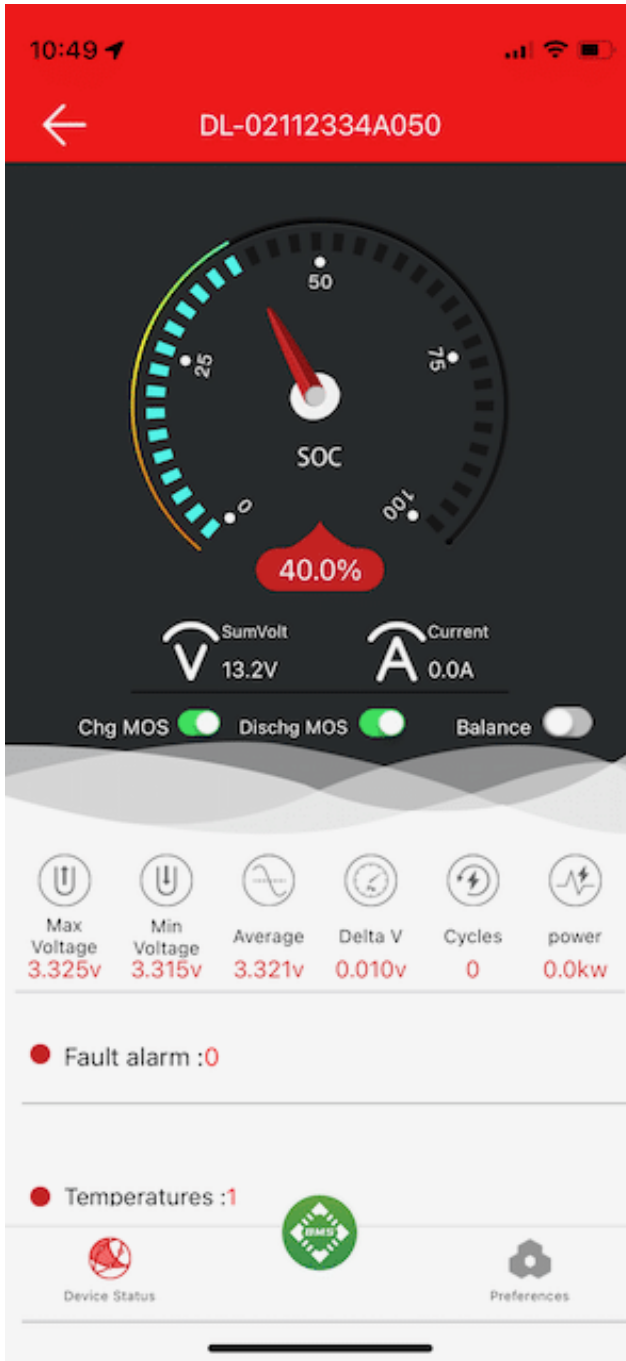 10:49
DL-02112334A050
50
25
75
SOC
0
100
40.0%
SumVolt
Current
V
13.2V
A
0.0A
Chg MOS
Dischg MOS
Balance
Max
Voltage
3.325v
Min
Voltage
3.315v
Average
3.321v
Delta V
0.010v
Cycles
0
power
0.0kw
Fault alarm :0
Temperatures :1
BMS
Device Status
Preferences